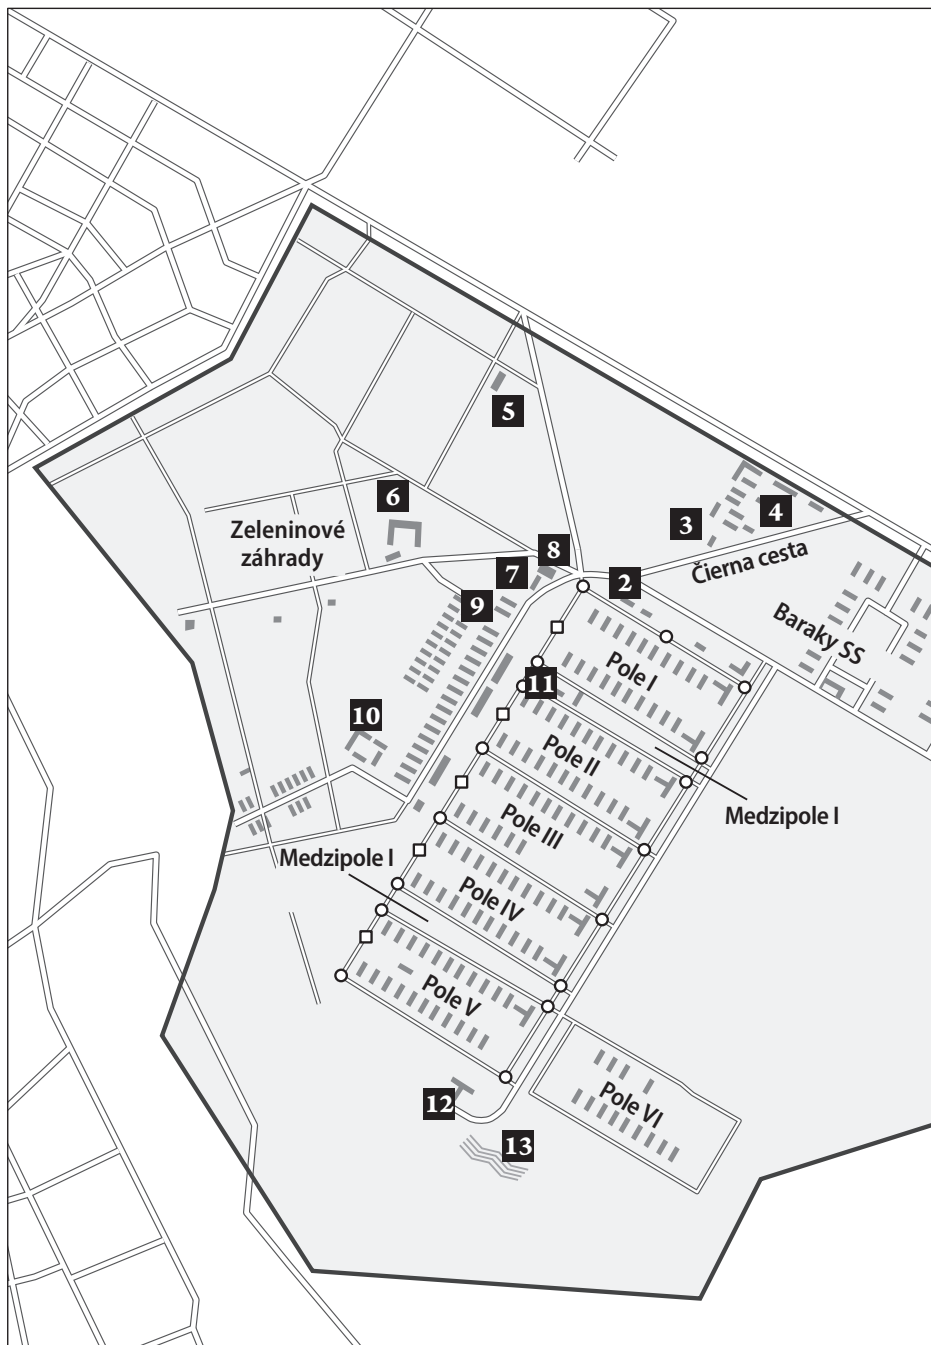 5
6
3
4
Zeleninové
záhrady
8
Čierna cesta
7
2
9
Baraky SS
Pole I
11
10
Pole II
Medzipole I
Pole III
Medzipole I
Pole IV
Pole V
12
Pole VI
13